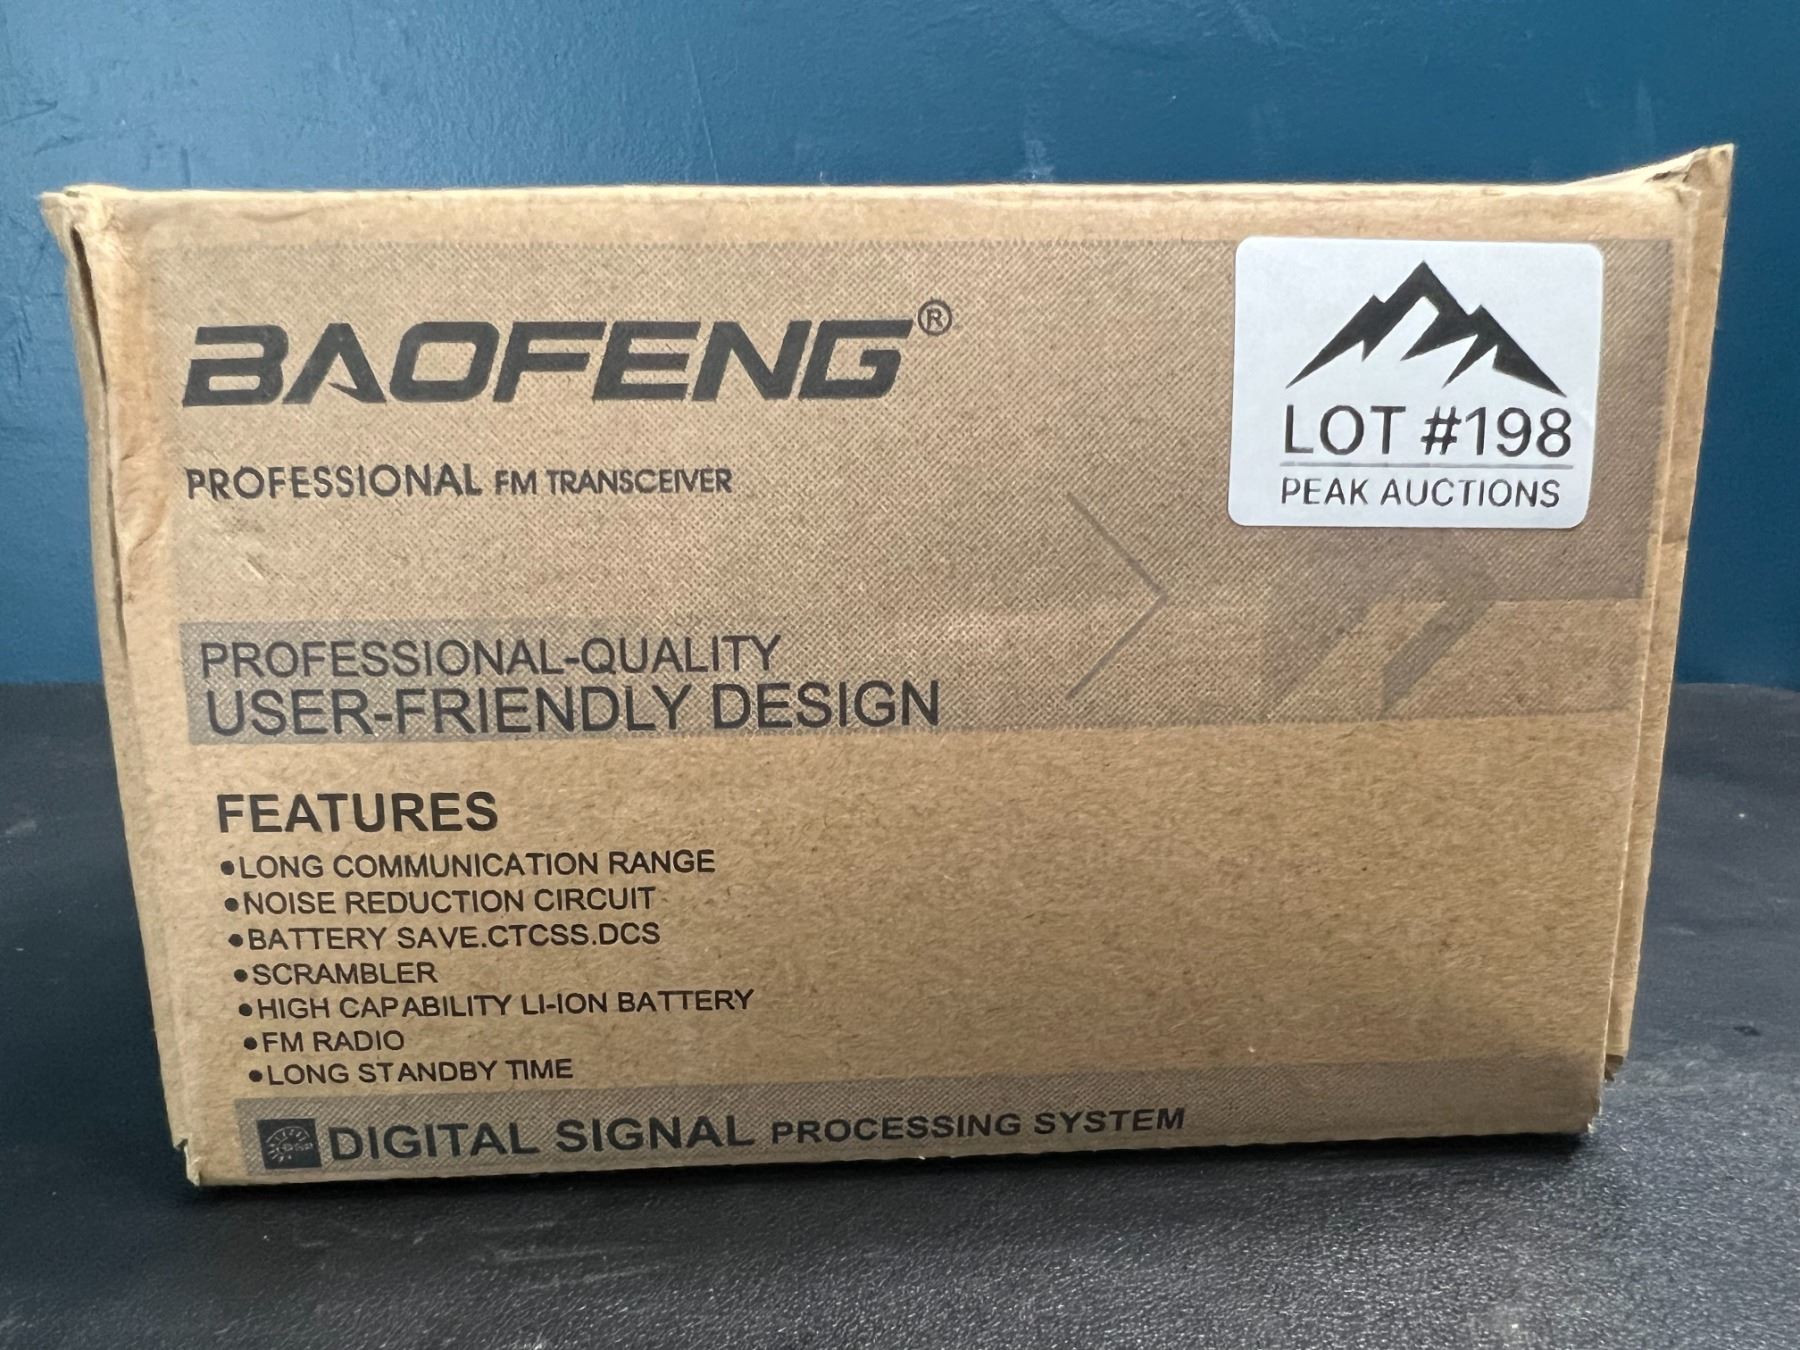 BAOFENG®
PROFESSIONAL FM TRANSCEIVER
LOT #198
PEAK AUCTIONS
PROFESSIONAL-QUALITY
USER-FRIENDLY DESIGN
FEATURES
•LONG COMMUNICATION RANGE
•NOISE REDUCTION CIRCUIT
•BATTERY SAVE.CTCSS.DCS
•SCRAMBLER
•HIGH CAPABILITY LI-ION BATTERY
•FM RADIO
•LONG STANDBY TIME
DIGITAL SIGNAL PROCESSING SYSTEM